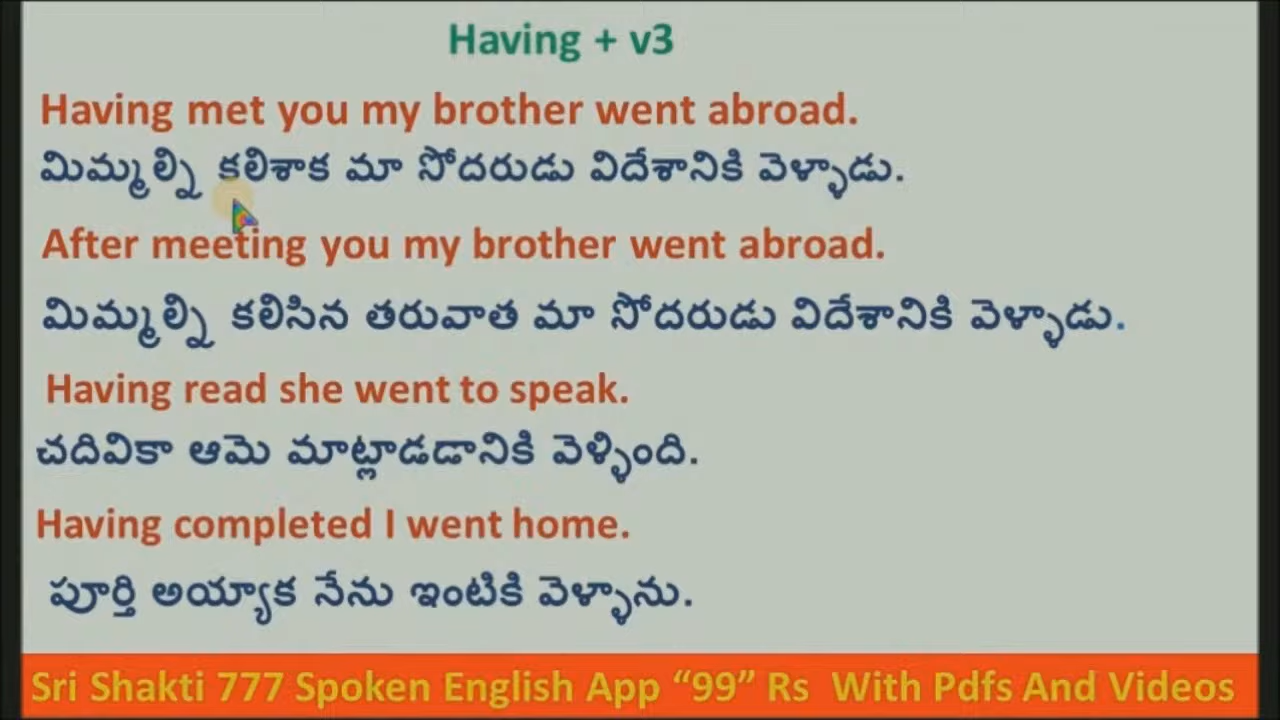 Having + v3
Having met you my brother went abroad.
మిమ్మల్ని కలిశాక మా సోదరుడు విదేశానికి వెళ్ళాడు.
After meeting you my brother went abroad.
మిమ్మల్ని కలిసిన తరువాత మా సోదరుడు విదేశానికి వెళ్ళాడు.
Having read she went to speak.
చదివికా ఆమె మాట్లాడడానికి వెళ్ళింది.
Having completed I went home.
పూర్తి అయ్యాక నేను ఇంటికి వెళ్ళాను.
Sri Shakti 777 Spoken English App “99” Rs With Pdfs And Videos